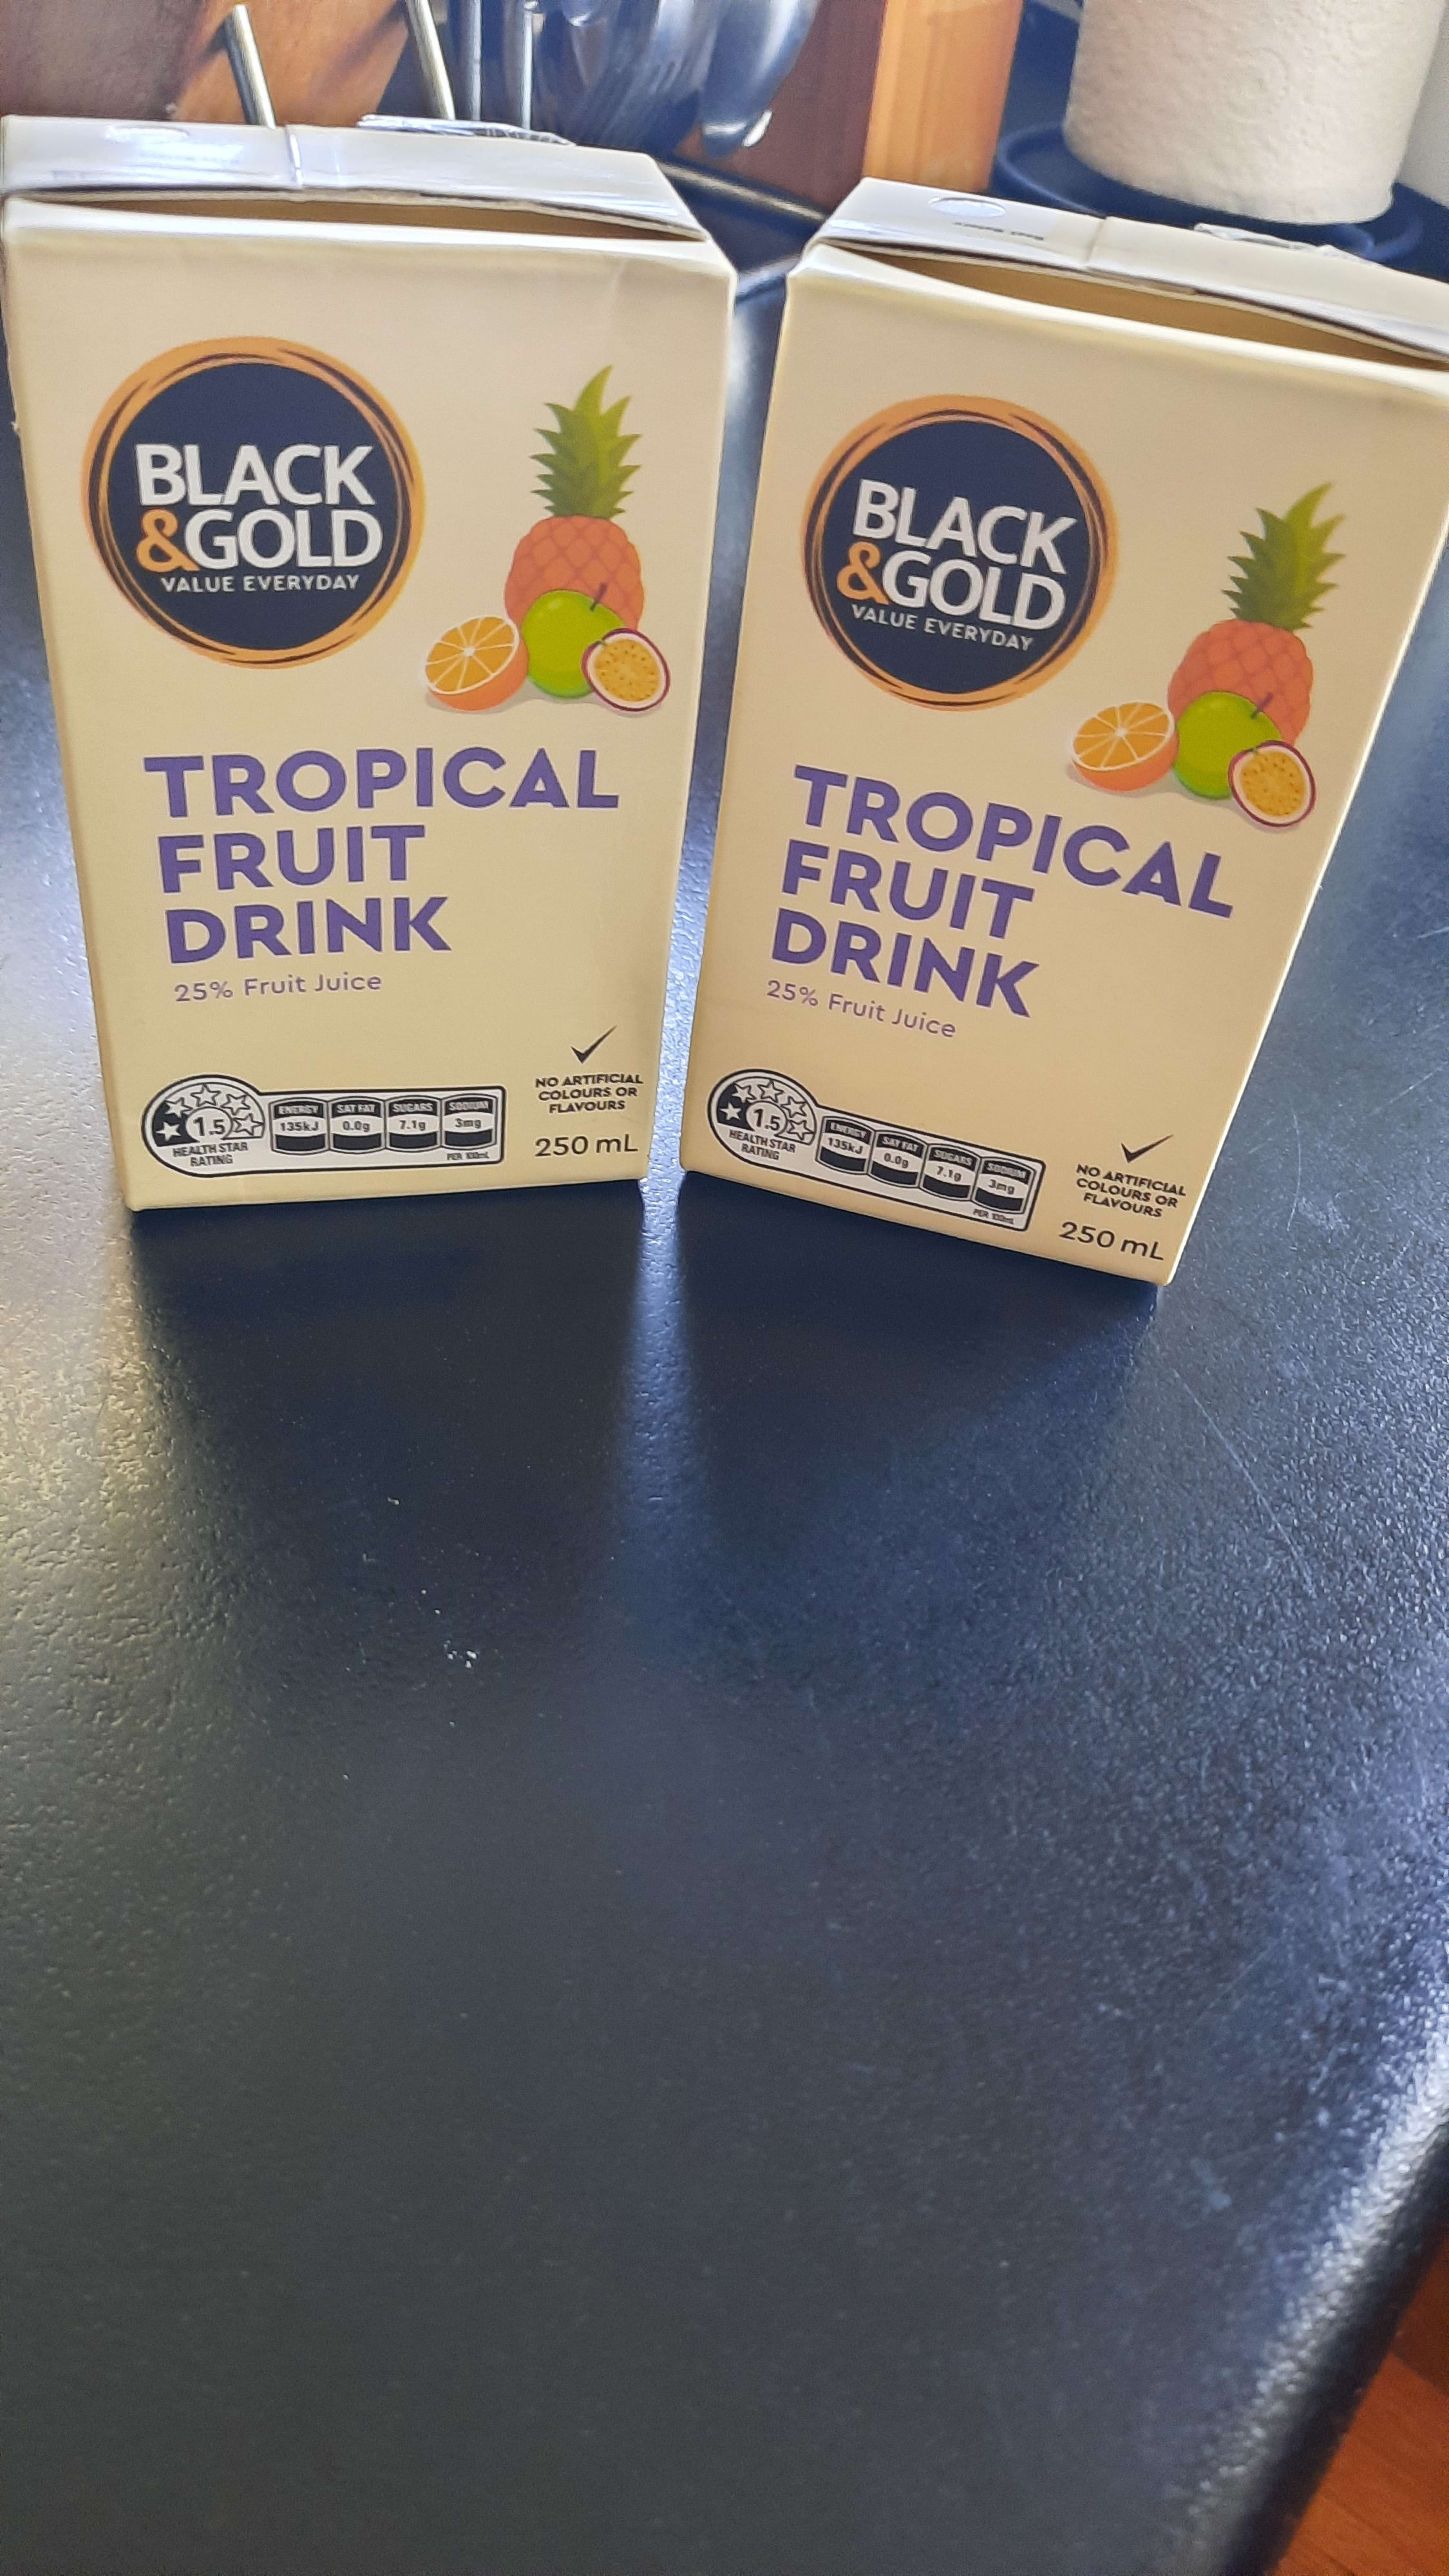 BLACK
&GOLD
VALUE EVERYDAY
TROPICAL
FRUIT
DRINK
25% Fruit Juice
1.5
HEALTH STAR
RATING
ENERGY
135kJ
SAT FAT
0.0g
SUGARS
7.1g
SODIUM
3mg
PER 100mL
NO ARTIFICIAL
COLOURS OR
FLAVOURS
250 mL
BLACK
&GOLD
VALUE EVERYDAY
TROPICAL
FRUIT
DRINK
25% Fruit Juice
1.5
HEALTH STAR
RATING
ENERGY
135kJ
SAT FAT
0.0g
SUGARS
7.1g
SODIUM
3mg
PER 100mL
NO ARTIFICIAL
COLOURS OR
FLAVOURS
250 mL